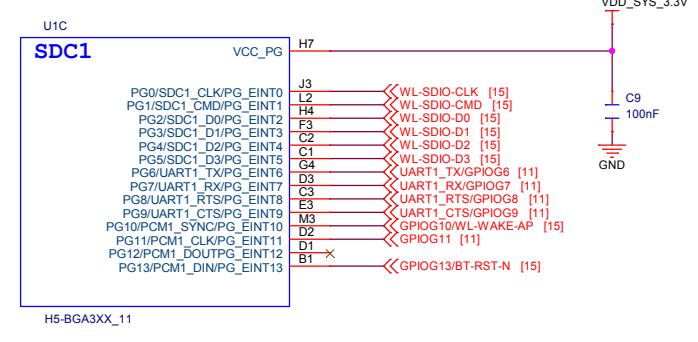 VDD_SYS_3.3V
U1C
SDC1
VCC_PG H7
PG0/SDC1_CLK/PG_EINT0 J3 WL-SDIO-CLK [15]
PG1/SDC1_CMD/PG_EINT1 L2 WL-SDIO-CMD [15]
PG2/SDC1_D0/PG_EINT2 H4 WL-SDIO-D0 [15]
PG3/SDC1_D1/PG_EINT3 F3 WL-SDIO-D1 [15]
PG4/SDC1_D2/PG_EINT4 C2 WL-SDIO-D2 [15]
PG5/SDC1_D3/PG_EINT5 C1 WL-SDIO-D3 [15]
PG6/UART1_TX/PG_EINT6 G4 UART1_TX/GPIOG6 [11]
PG7/UART1_RX/PG_EINT7 D3 UART1_RX/GPIOG7 [11]
PG8/UART1_RTS/PG_EINT8 C3 UART1_RTS/GPIOG8 [11]
PG9/UART1_CTS/PG_EINT9 E3 UART1_CTS/GPIOG9 [11]
PG10/PCM1_SYNC/PG_EINT10 M3 GPIOG10/WL-WAKE-AP [15]
PG11/PCM1_CLK/PG_EINT11 D2 GPIOG11 [11]
PG12/PCM1_DOUTPG_EINT12 D1
PG13/PCM1_DIN/PG_EINT13 B1 GPIOG13/BT-RST-N [15]
C9
100nF
GND
H5-BGA3XX_11